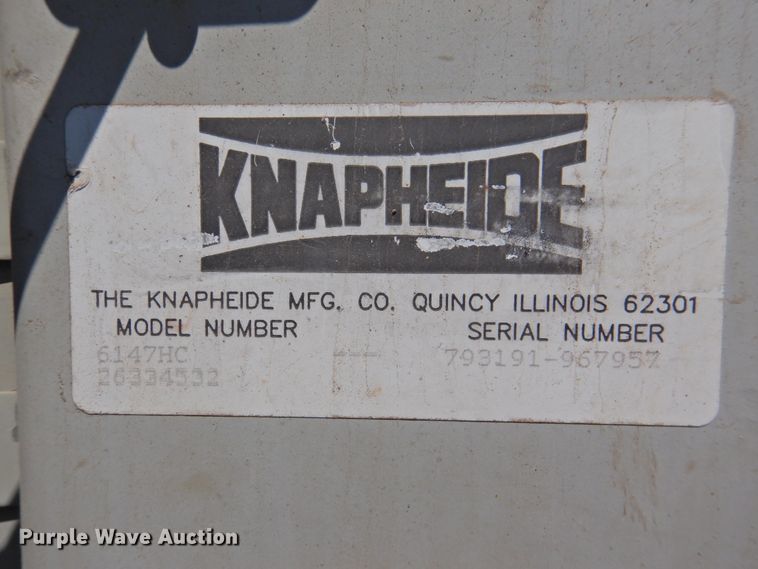 KNAPHEIDE
THE KNAPHEIDE MFG. CO. QUINCY ILLINOIS 62301
MODEL NUMBER SERIAL NUMBER
6147HC --- 793191-967957
26334532
Purple Wave Auction